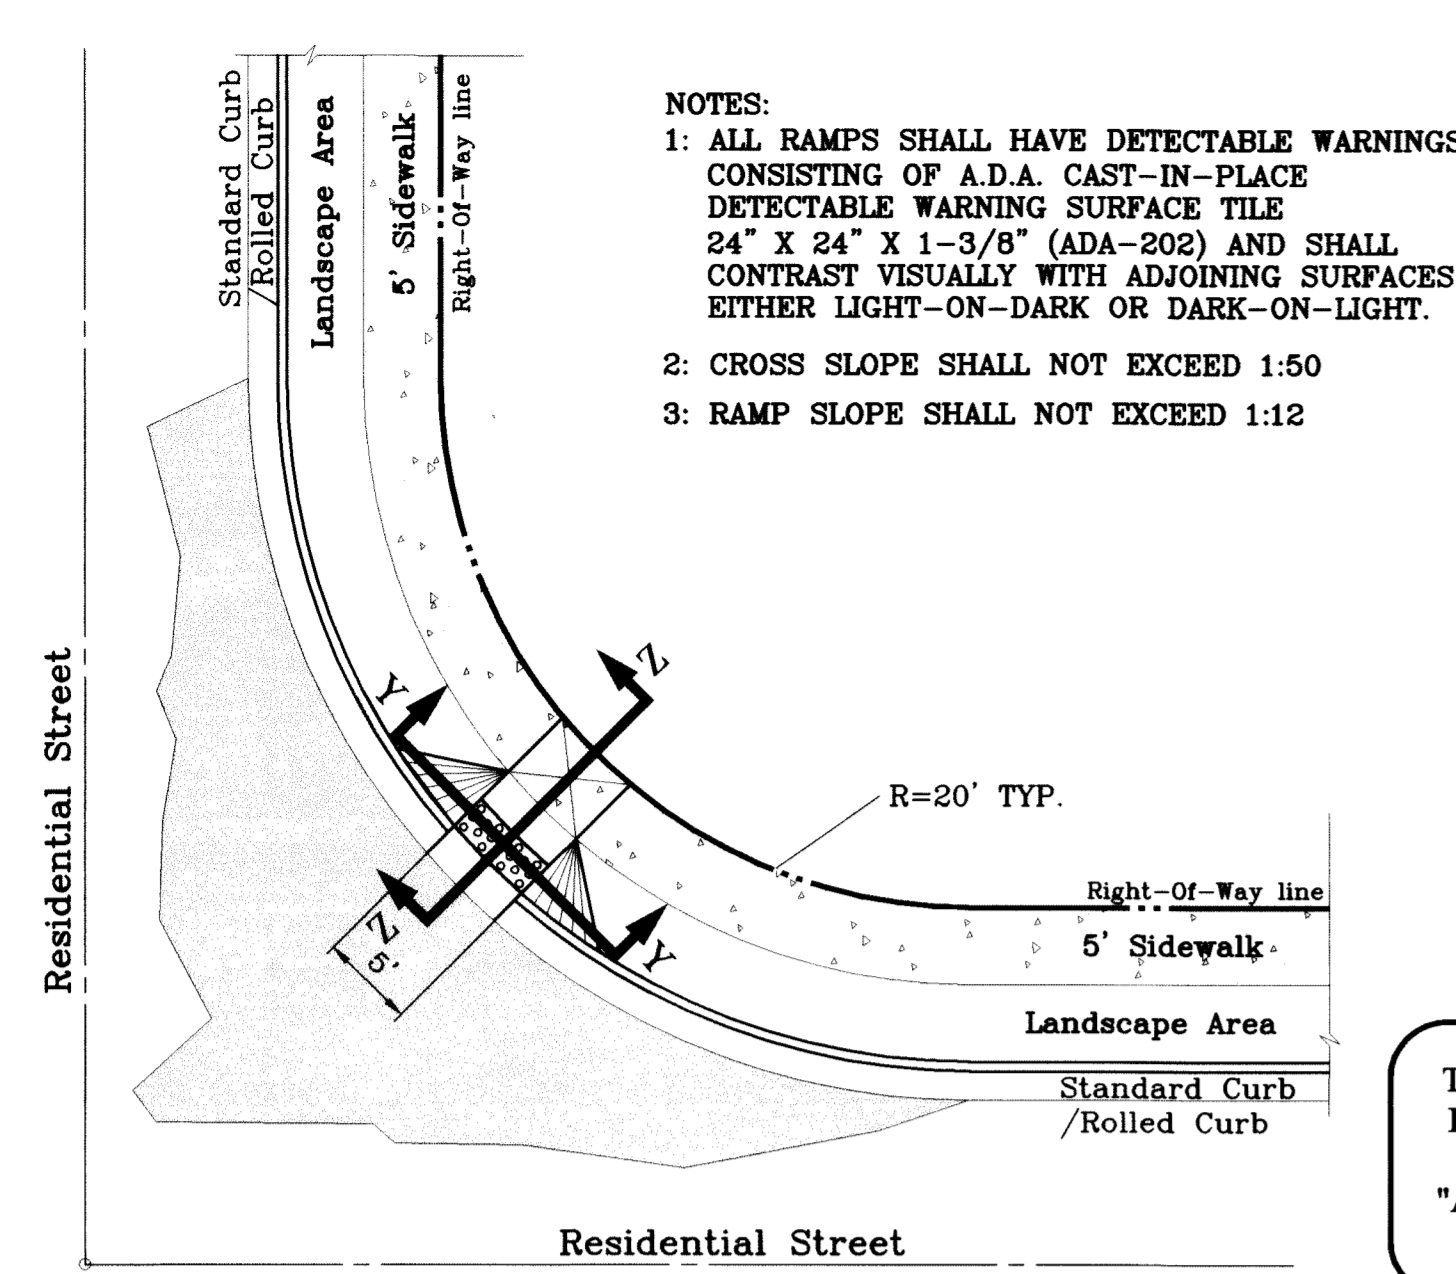 Standard Curb
/Rolled Curb
Landscape Area
5' Sidewalk
Right-Of-Way line
NOTES:
1: ALL RAMPS SHALL HAVE DETECTABLE WARNINGS
CONSISTING OF A.D.A. CAST-IN-PLACE
DETECTABLE WARNING SURFACE TILE
24" X 24" X 1-3/8" (ADA-202) AND SHALL
CONTRAST VISUALLY WITH ADJOINING SURFACES
EITHER LIGHT-ON-DARK OR DARK-ON-LIGHT.
2: CROSS SLOPE SHALL NOT EXCEED 1:50
3: RAMP SLOPE SHALL NOT EXCEED 1:12
Residential Street
Z
Y
R=20' TYP.
Z
5'
Y
Right-Of-Way line
5' Sidewalk
Landscape Area
Standard Curb
/Rolled Curb
Residential Street